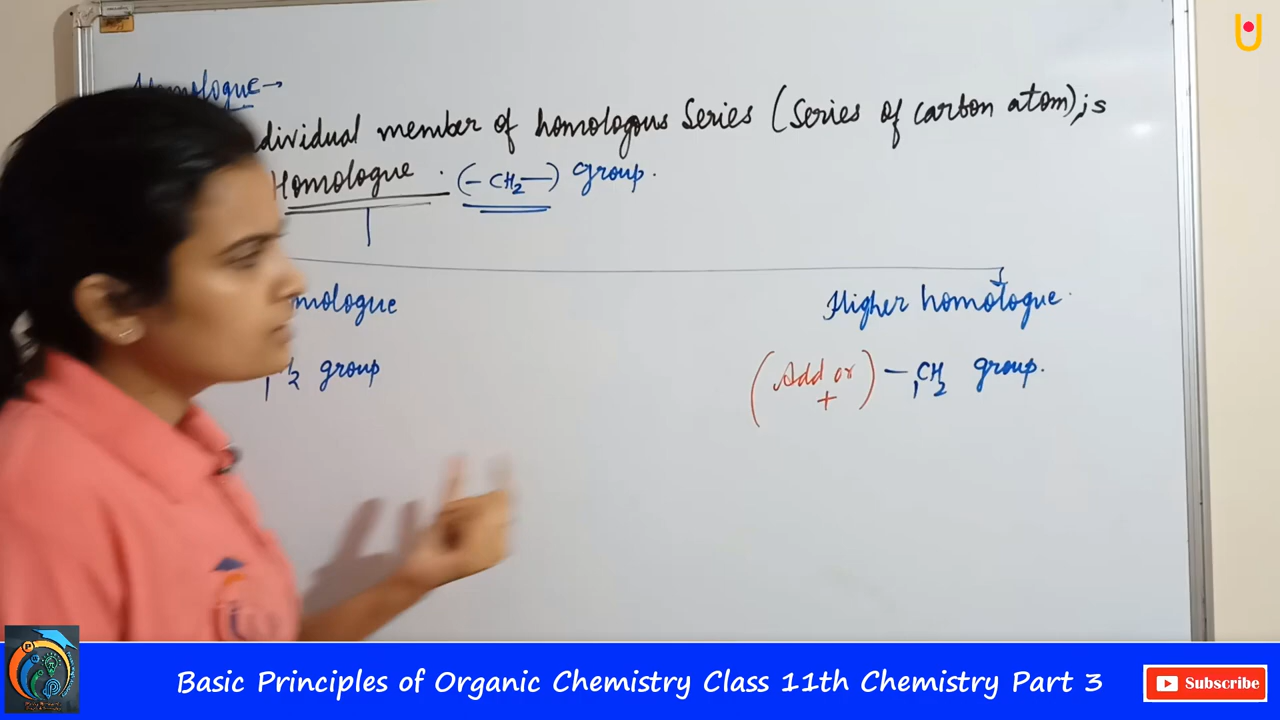 Homologue →
dividual member of homologous Series (Series of carbon atom), is
Homologue. (-CH2-) group.
mologue
Higher homologue.
2 group
(Add or +) -CH2 group.
Basic Principles of Organic Chemistry Class 11th Chemistry Part 3
Subscribe